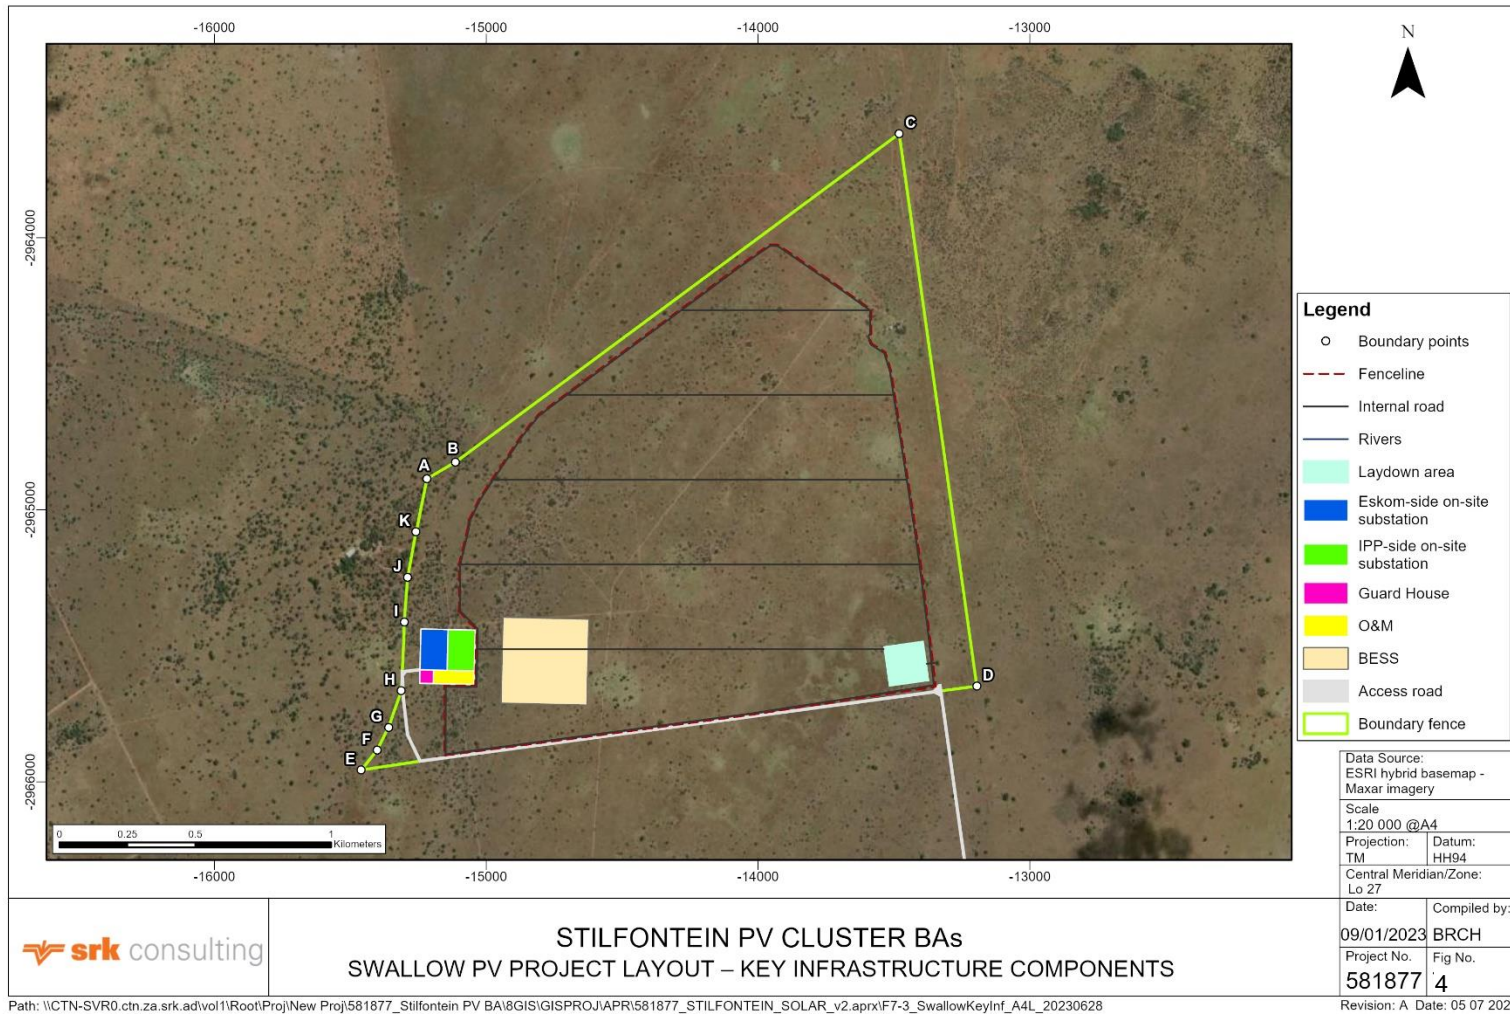 -16000
-15000
-14000
-13000
N
-2964000
-2965000
-2966000
C
B
A
K
J
I
H
G
F
E
D
0
0.25
0.5
1
Kilometers
-16000
-15000
-14000
-13000
Legend
Boundary points
Fenceline
Internal road
Rivers
Laydown area
Eskom-side on-site
substation
IPP-side on-site
substation
Guard House
O&M
BESS
Access road
Boundary fence
Data Source:
ESRI hybrid basemap -
Maxar imagery
Scale
1:20 000 @A4
Projection:
TM
Datum:
HH94
Central Meridian/Zone:
Lo 27
Date:
09/01/2023
Compiled by:
BRCH
Project No.
581877
Fig No.
4
srk consulting
STILFONTEIN PV CLUSTER BAs
SWALLOW PV PROJECT LAYOUT – KEY INFRASTRUCTURE COMPONENTS
Path: \\CTN-SVR0.ctn.za.srk.ad\vol1\Root\Proj\New Proj\581877_Stilfontein PV BA\8GIS\GISPROJ\APR\581877_STILFONTEIN_SOLAR_v2.aprx\F7-3_SwallowKeyInf_A4L_20230628
Revision: A Date: 05 07 202